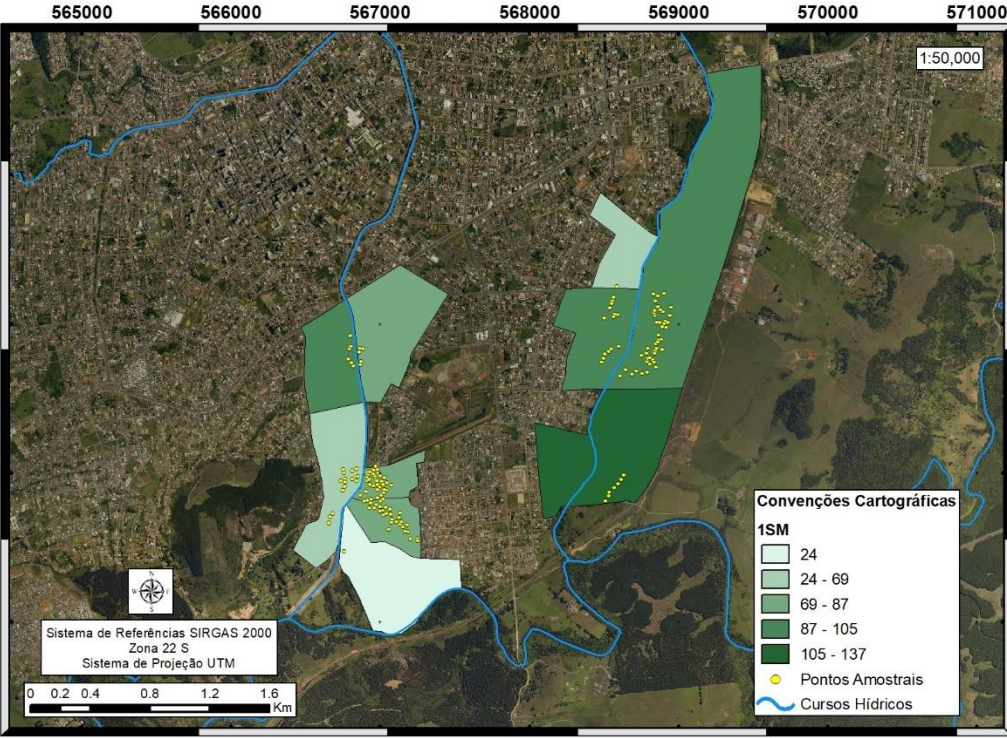 565000 566000 567000 568000 569000 570000 571000
1:50,000
Convenções Cartográficas
1SM
24
24 - 69
69 - 87
87 - 105
105 - 137
Pontos Amostrais
Cursos Hídricos
N
W E
S
Sistema de Referências SIRGAS 2000
Zona 22 S
Sistema de Projeção UTM
0 0.2 0.4 0.8 1.2 1.6
Km